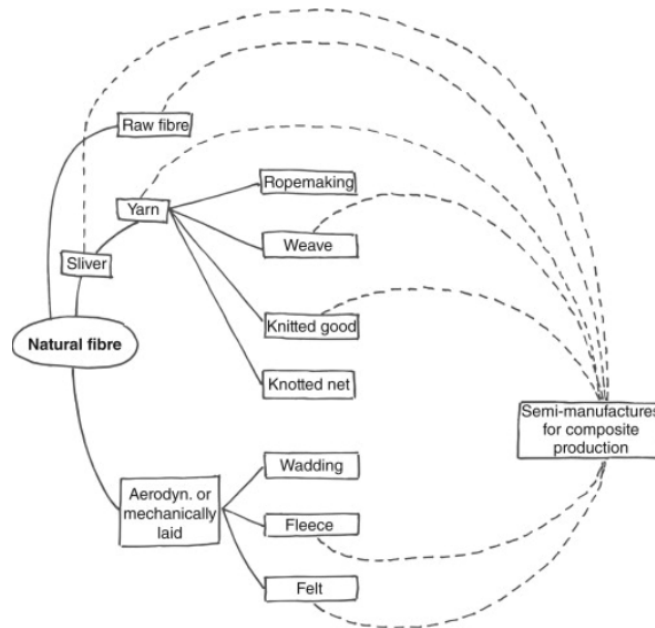 Raw fibre
Ropemaking
Yarn
Weave
Sliver
Knitted good
Natural fibre
Knotted net
Semi-manufactures
for composite
production
Wadding
Aerodyn. or
mechanically
laid
Fleece
Felt